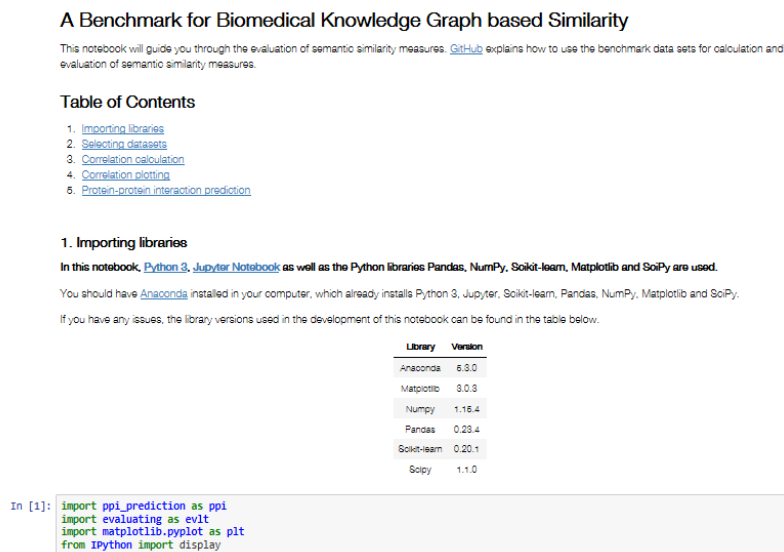 A Benchmark for Biomedical Knowledge Graph based Similarity
This notebook will guide you through the evaluation of semantic similarity measures. GitHub explains how to use the benchmark data sets for calculation and
evaluation of semantic similarity measures.
Table of Contents
1. Importing libraries
2. Selecting datasets
3. Correlation calculation
4. Correlation plotting
5. Protein-protein interaction prediction
1. Importing libraries
In this notebook, Python 3, Jupyter Notebook as well as the Python libraries Pandas, NumPy, Scikit-learn, Matplotlib and SciPy are used.
You should have Anaconda installed in your computer, which already installs Python 3, Jupyter, Scikit-learn, Pandas, NumPy, Matplotlib and SciPy.
If you have any issues, the library versions used in the development of this notebook can be found in the table below.
Library Version
Anaconda 5.3.0
Matplotlib 3.0.3
Numpy 1.15.4
Pandas 0.23.4
Scikit-learn 0.20.1
Scipy 1.1.0
In [1]: import ppi_prediction as ppi
import evaluating as evlt
import matplotlib.pyplot as plt
from IPython import display